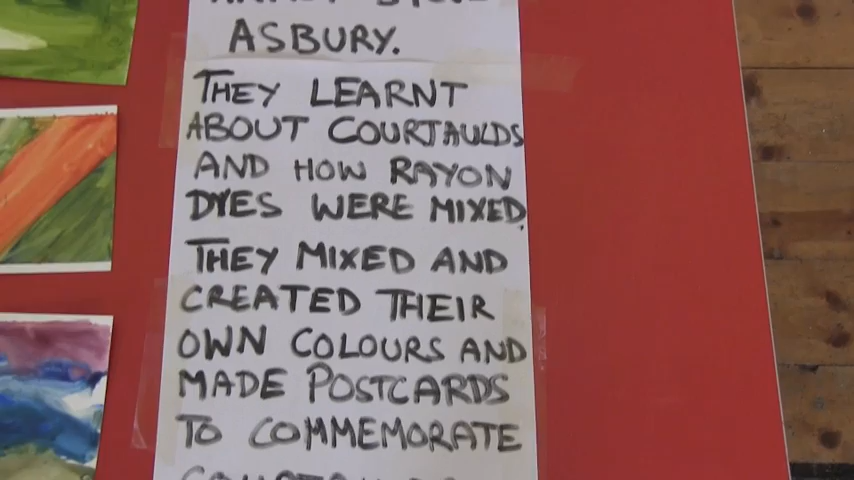 ASBURY.
THEY LEARNT
ABOUT COURTAULDS
AND HOW RAYON
DYES WERE MIXED.
THEY MIXED AND
CREATED THEIR
OWN COLOURS AND
MADE POSTCARDS
TO COMMEMORATE